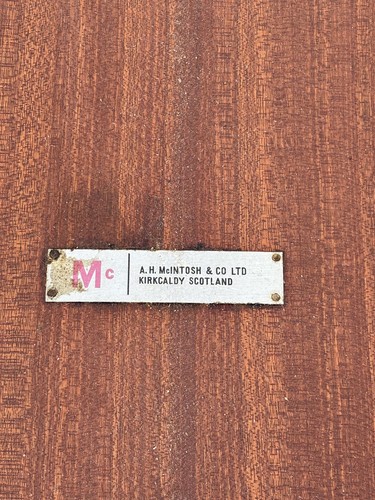 Mc
A.H. McINTOSH & CO LTD
KIRKCALDY SCOTLAND